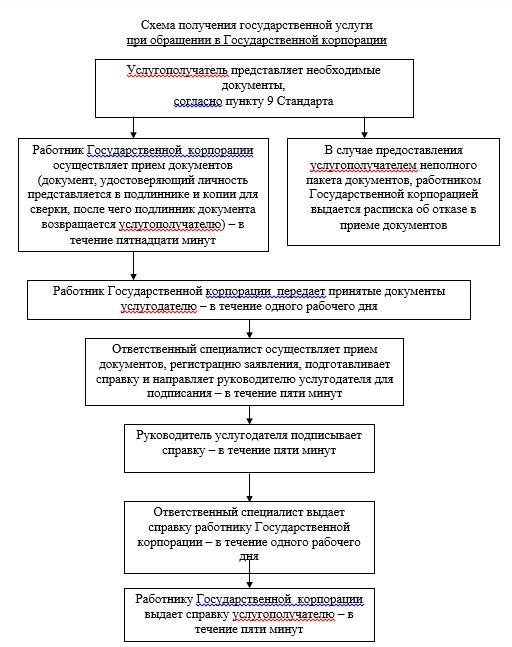 Схема получения государственной услуги
при обращении в Государственной корпорации
Услугополучатель представляет необходимые
документы,
согласно пункту 9 Стандарта
Работник Государственной корпорации
осуществляет прием документов
(документ, удостоверяющий личность
представляется в подлиннике и копии для
сверки, после чего подлинник документа
возвращается услугополучателю) – в
течение пятнадцати минут
В случае предоставления
услугополучателем неполного
пакета документов, работником
Государственной корпорацией
выдается расписка об отказе в
приеме документов
Работник Государственной корпорации передает принятые документы
услугодателю – в течение одного рабочего дня
Ответственный специалист осуществляет прием
документов, регистрацию заявления, подготавливает
справку и направляет руководителю услугодателя для
подписания – в течение пяти минут
Руководитель услугодателя подписывает
справку – в течение пяти минут
Ответственный специалист выдает
справку работнику Государственной
корпорации – в течение одного рабочего
дня
Работнику Государственной корпорации
выдает справку услугополучателю – в
течение пяти минут